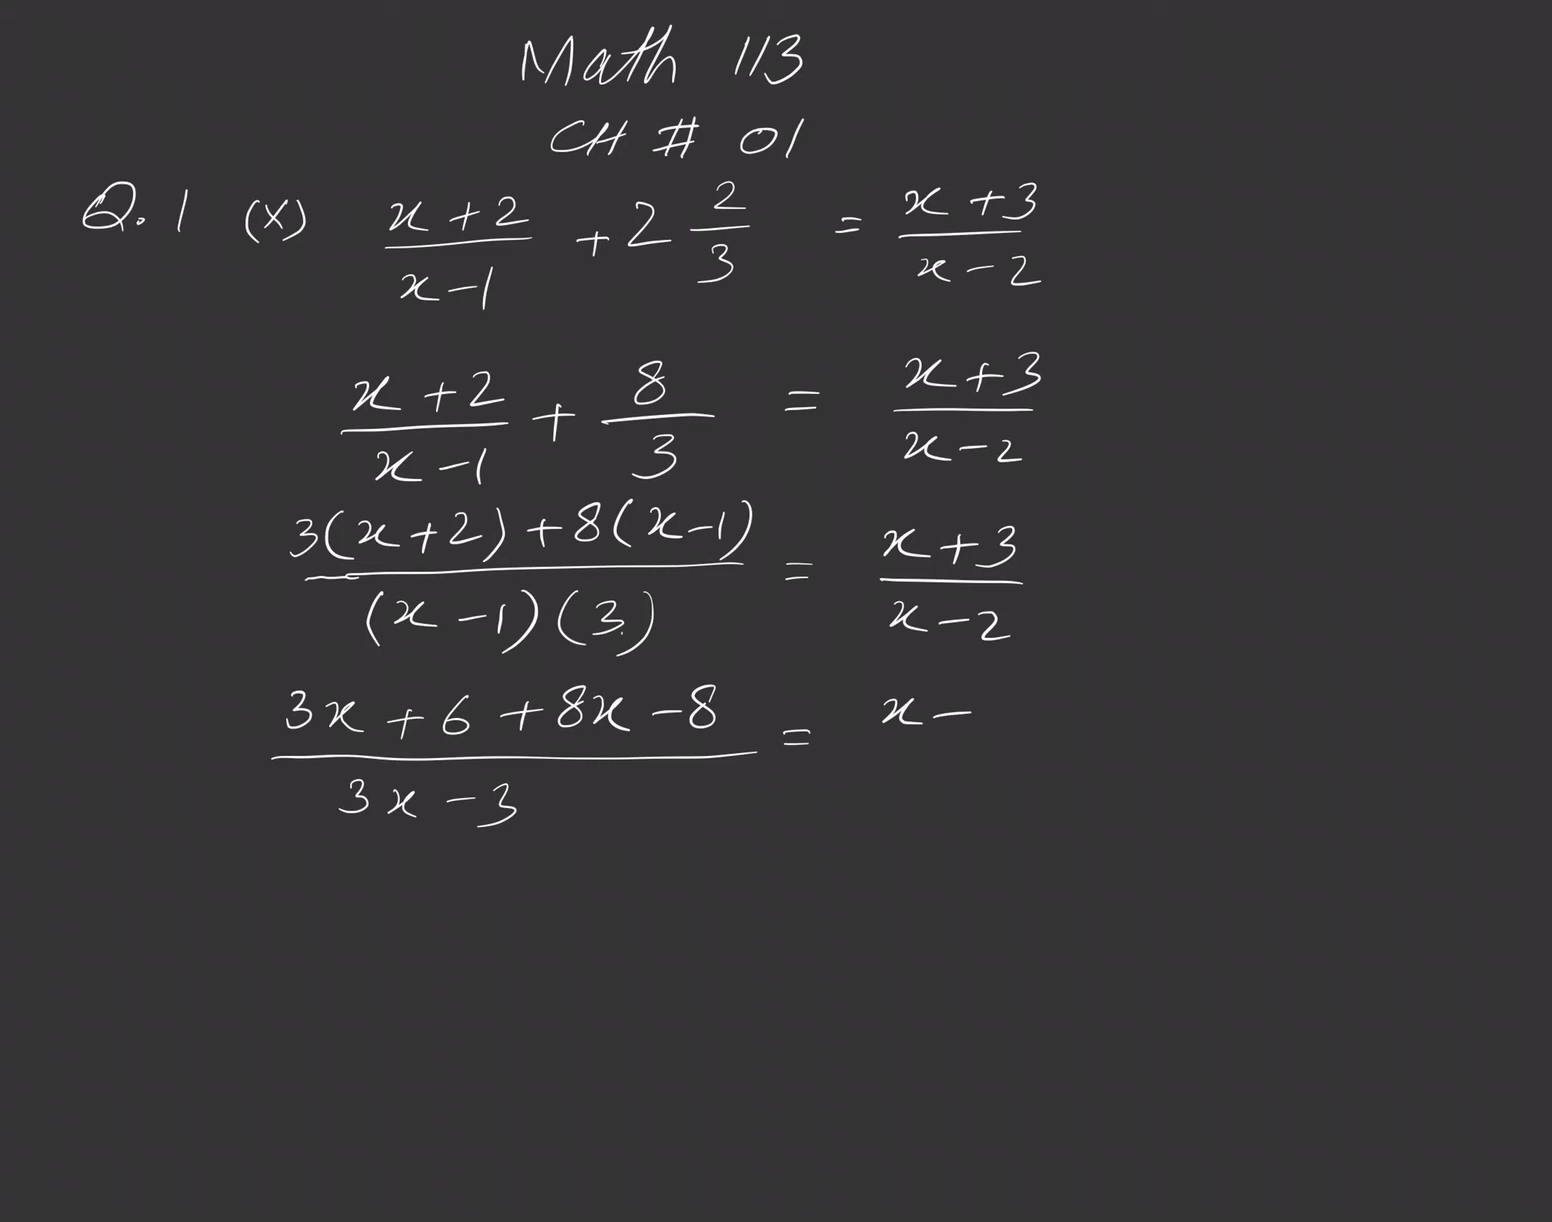 Math 113
CH # 01
Q.1 (x) (x+2)/(x-1) + 2 2/3 = (x+3)/(x-2)
(x+2)/(x-1) + 8/3 = (x+3)/(x-2)
(3(x+2)+8(x-1))/((x-1)(3)) = (x+3)/(x-2)
(3x+6+8x-8)/(3x-3) = x-